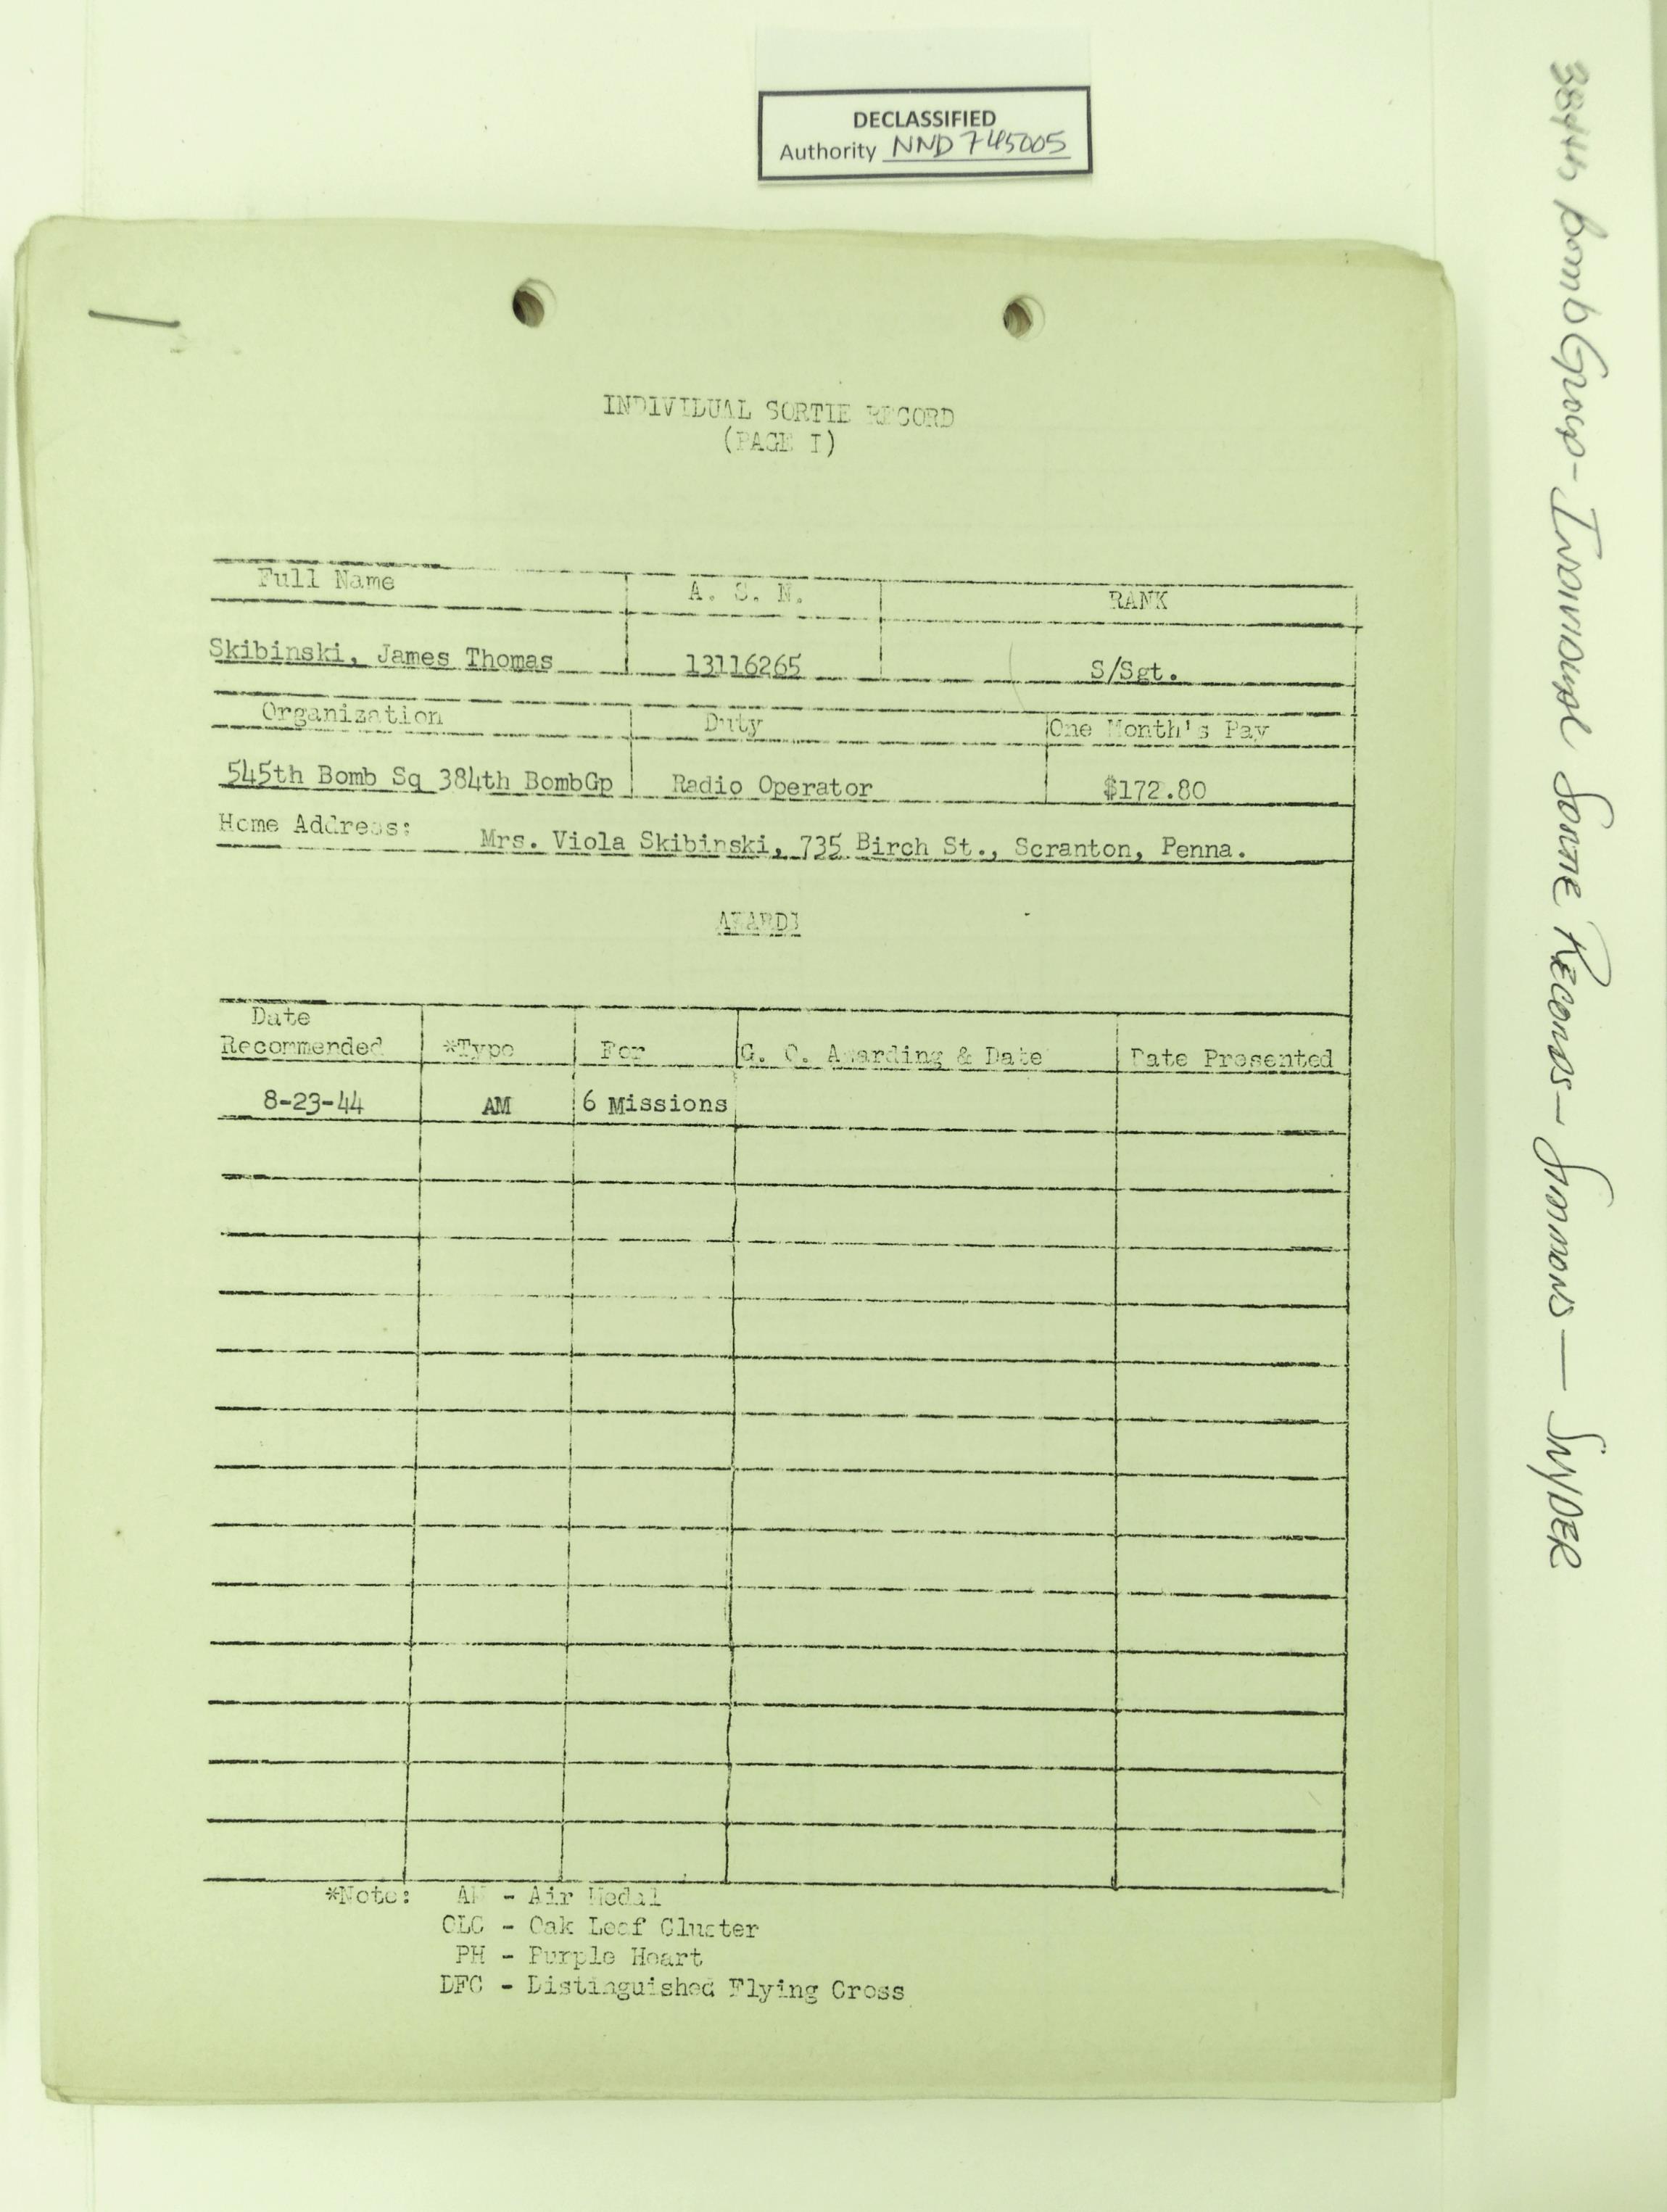 DECLASSIFIED
Authority NND 745005
384th Bomb Group - Individual Sortie Records - Simmons - Snyder
INDIVIDUAL SORTIE RECORD
(PAGE I)
Full Name A. S. N. RANK
Skibinski, James Thomas 13116265 S/Sgt.
Organization Duty One Month's Pay
545th Bomb Sq 384th BombGp Radio Operator $172.80
Home Address: Mrs. Viola Skibinski, 735 Birch St., Scranton, Penna.
AWARDS
Date
Recommended *Type For G. O. Awarding & Date Date Presented
8-23-44 AM 6 Missions
*Note: AM - Air Medal
OLC - Oak Leaf Cluster
PH - Purple Heart
DFC - Distinguished Flying Cross